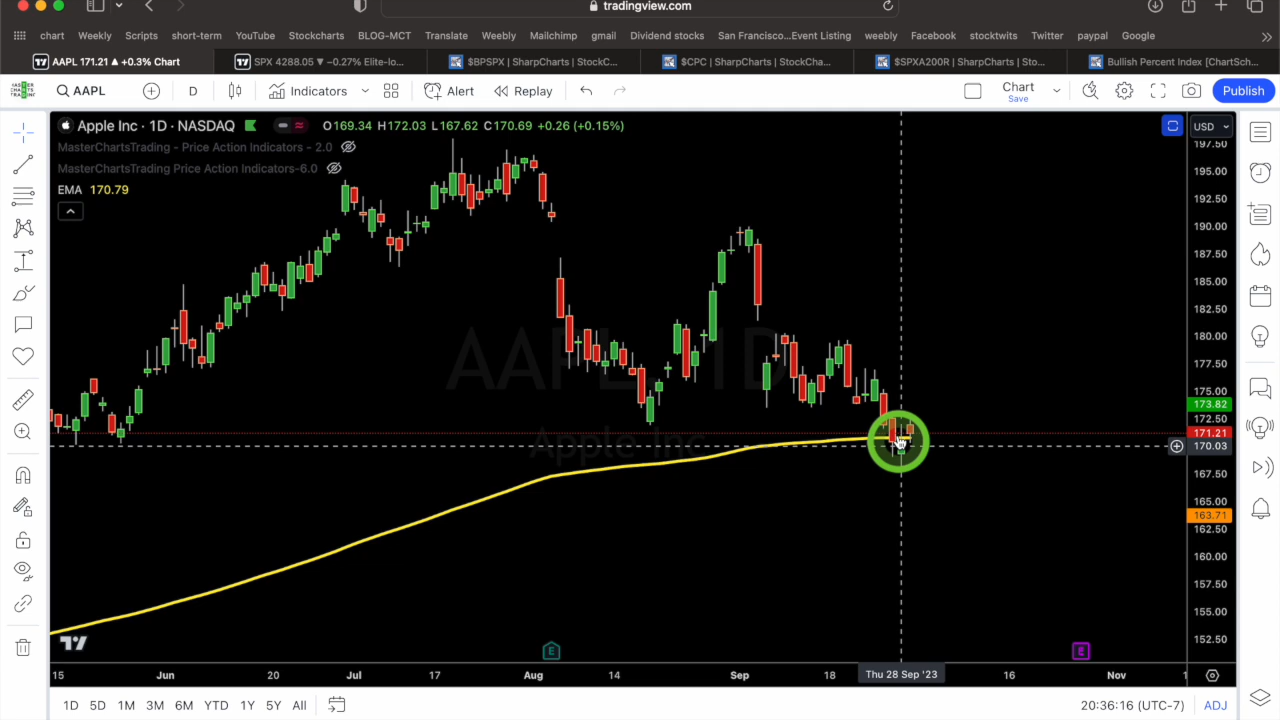 tradingview.com
chart Weekly Scripts short-term YouTube Stockcharts BLOG-MCT Translate Weebly Mailchimp gmail Dividend stocks San Francisco...Event Listing weebly Facebook stocktwits Twitter paypal Google
AAPL 171.21 ▲ +0.3% Chart SPX 4288.05 ▼ −0.27% Elite-lo... $BPSPX | SharpCharts | StockC... $CPC | SharpCharts | StockCha... $SPXA200R | SharpCharts | Sto... Bullish Percent Index [ChartSch...
AAPL D Indicators Alert Replay Chart Save Publish
Apple Inc · 1D · NASDAQ O169.34 H172.03 L167.62 C170.69 +0.26 (+0.15%) USD
MasterChartsTrading - Price Action Indicators - 2.0
MasterChartsTrading Price Action Indicators-6.0
EMA 170.79
AAPL, 1D
Apple Inc
197.50
195.00
192.50
190.00
187.50
185.00
182.50
180.00
177.50
175.00
173.82
172.50
171.21
170.03
167.50
165.00
163.71
162.50
160.00
157.50
155.00
152.50
E E
15 Jun 20 Jul 17 Aug 14 Sep 18 Thu 28 Sep '23 16 Nov
1D 5D 1M 3M 6M YTD 1Y 5Y All 20:36:16 (UTC-7) ADJ